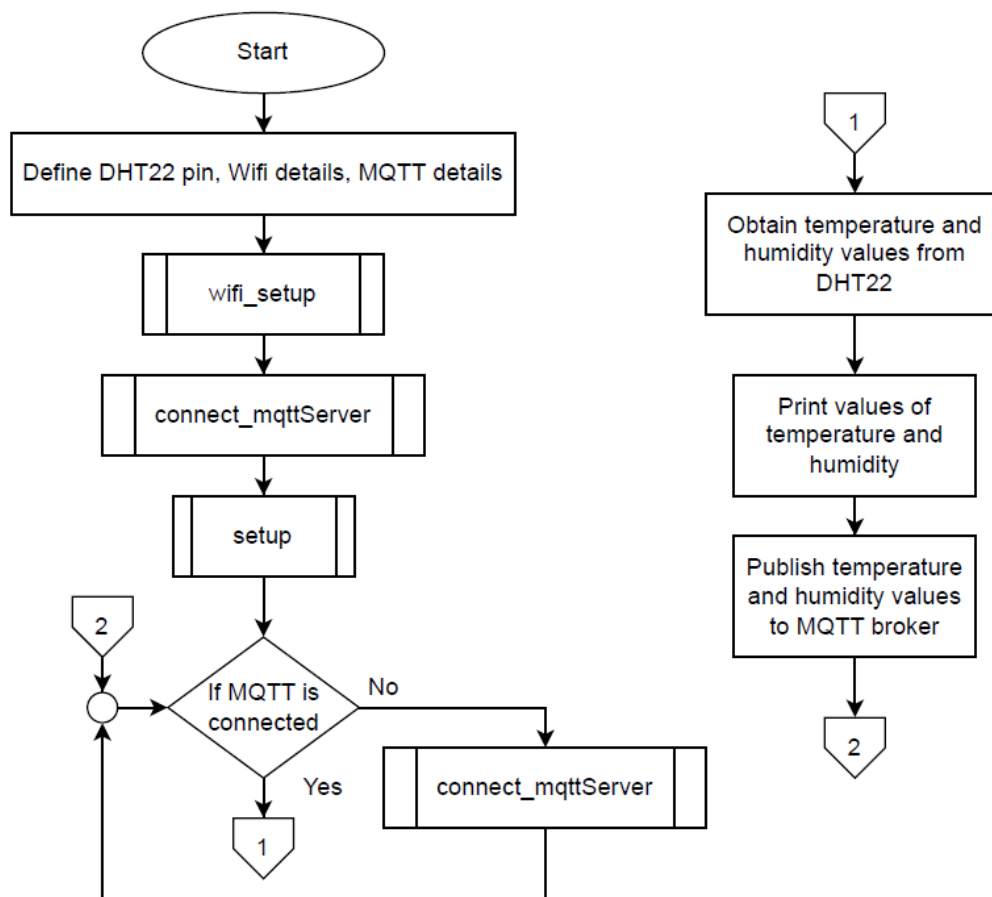 Start
Define DHT22 pin, Wifi details, MQTT details
wifi_setup
connect_mqttServer
setup
2
If MQTT is
connected
No
Yes
connect_mqttServer
1
1
Obtain temperature and
humidity values from
DHT22
Print values of
temperature and
humidity
Publish temperature
and humidity values
to MQTT broker
2